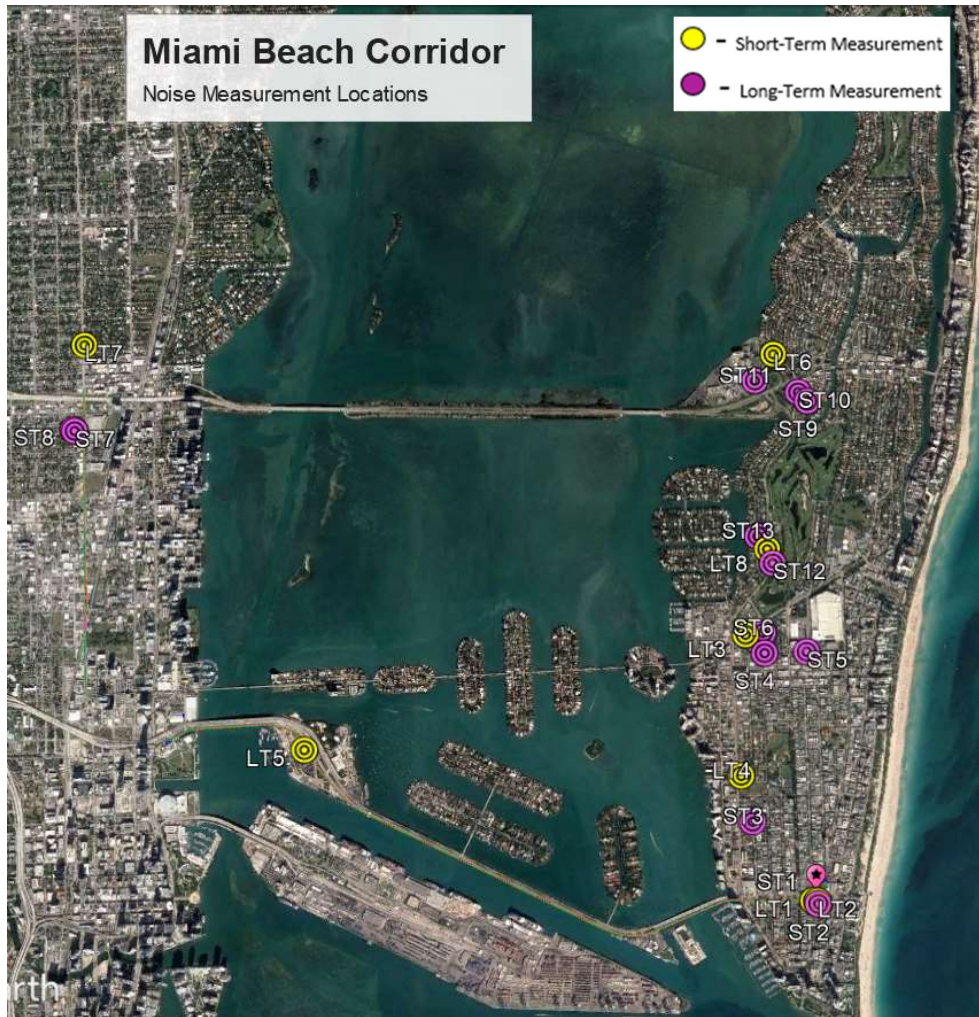 Miami Beach Corridor
Noise Measurement Locations
- Short-Term Measurement
- Long-Term Measurement
LT7
LT6
ST11
ST10
ST9
ST8
ST7
ST13
LT8
ST12
ST6
LT3
ST5
ST4
LT5
LT4
ST3
ST1
LT1
LT2
ST2
rth